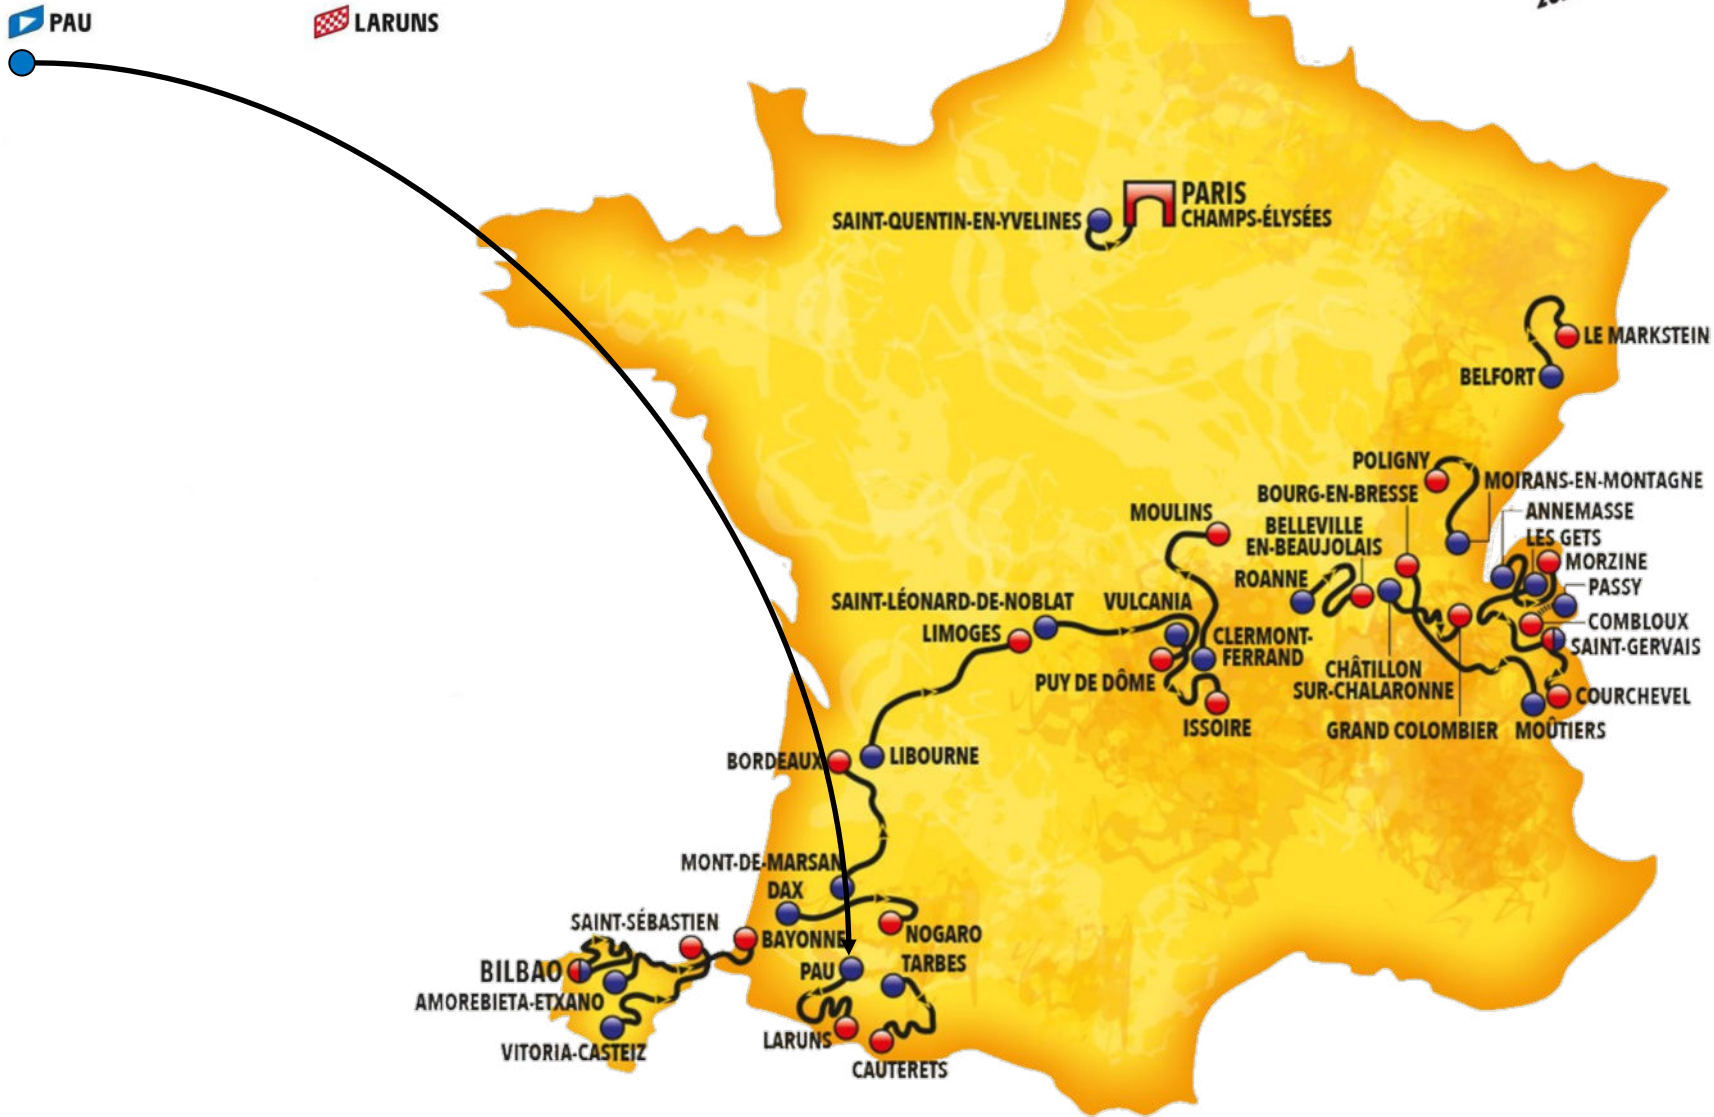 PAU
LARUNS
PARIS
CHAMPS-ÉLYSÉES
SAINT-QUENTIN-EN-YVELINES
LE MARKSTEIN
BELFORT
POLIGNY
MOIRANS-EN-MONTAGNE
BOURG-EN-BRESSE
ANNEMASSE
MOULINS
BELLEVILLE
EN-BEAUJOLAIS
LES GETS
MORZINE
ROANNE
PASSY
SAINT-LÉONARD-DE-NOBLAT
VULCANIA
COMBLOUX
LIMOGES
CLERMONT-
FERRAND
SAINT-GERVAIS
PUY DE DÔME
CHÂTILLON
SUR-CHALARONNE
COURCHEVEL
ISSOIRE
GRAND COLOMBIER
MOÛTIERS
BORDEAUX
LIBOURNE
MONT-DE-MARSAN
DAX
SAINT-SÉBASTIEN
BAYONNE
NOGARO
BILBAO
PAU
TARBES
AMOREBIETA-ETXANO
LARUNS
VITORIA-CASTEIZ
CAUTERETS